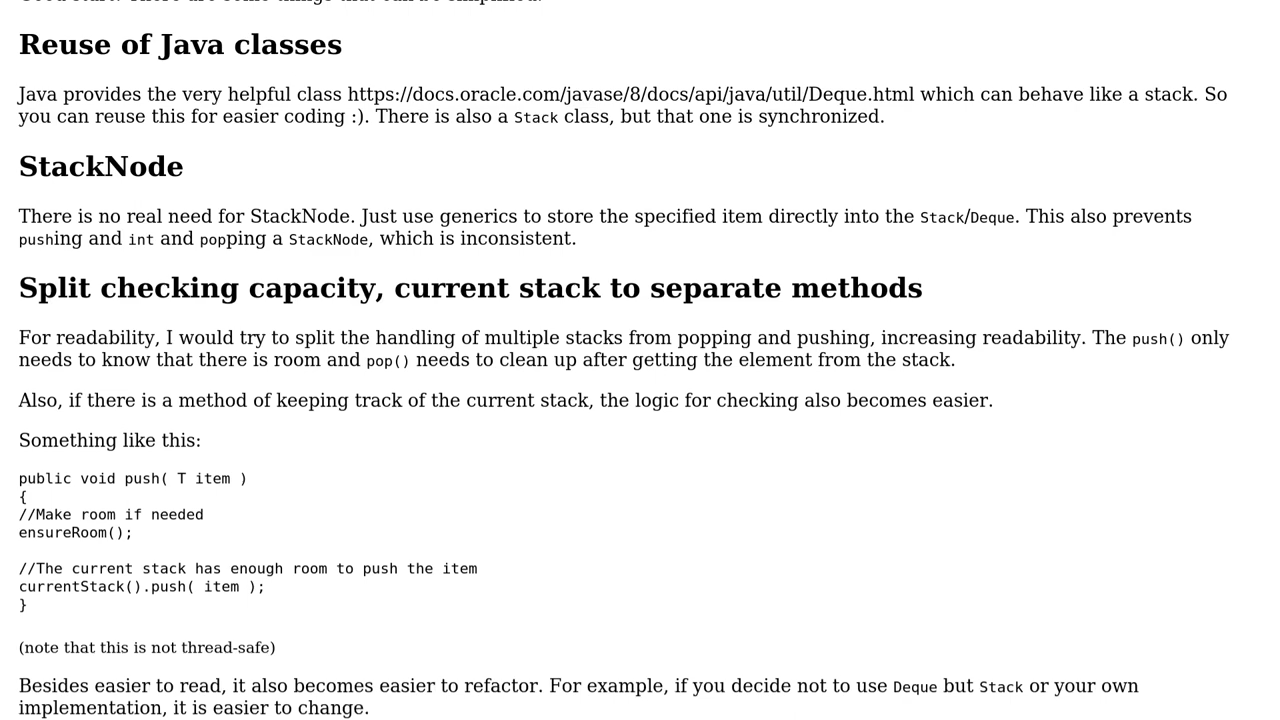 Good start. There are some things that can be simplified.
Reuse of Java classes
Java provides the very helpful class https://docs.oracle.com/javase/8/docs/api/java/util/Deque.html which can behave like a stack. So
you can reuse this for easier coding :). There is also a Stack class, but that one is synchronized.
StackNode
There is no real need for StackNode. Just use generics to store the specified item directly into the Stack/Deque. This also prevents
pushing and int and popping a StackNode, which is inconsistent.
Split checking capacity, current stack to separate methods
For readability, I would try to split the handling of multiple stacks from popping and pushing, increasing readability. The push() only
needs to know that there is room and pop() needs to clean up after getting the element from the stack.
Also, if there is a method of keeping track of the current stack, the logic for checking also becomes easier.
Something like this:
public void push( T item )
{
//Make room if needed
ensureRoom();
//The current stack has enough room to push the item
currentStack().push( item );
}
(note that this is not thread-safe)
Besides easier to read, it also becomes easier to refactor. For example, if you decide not to use Deque but Stack or your own
implementation, it is easier to change.